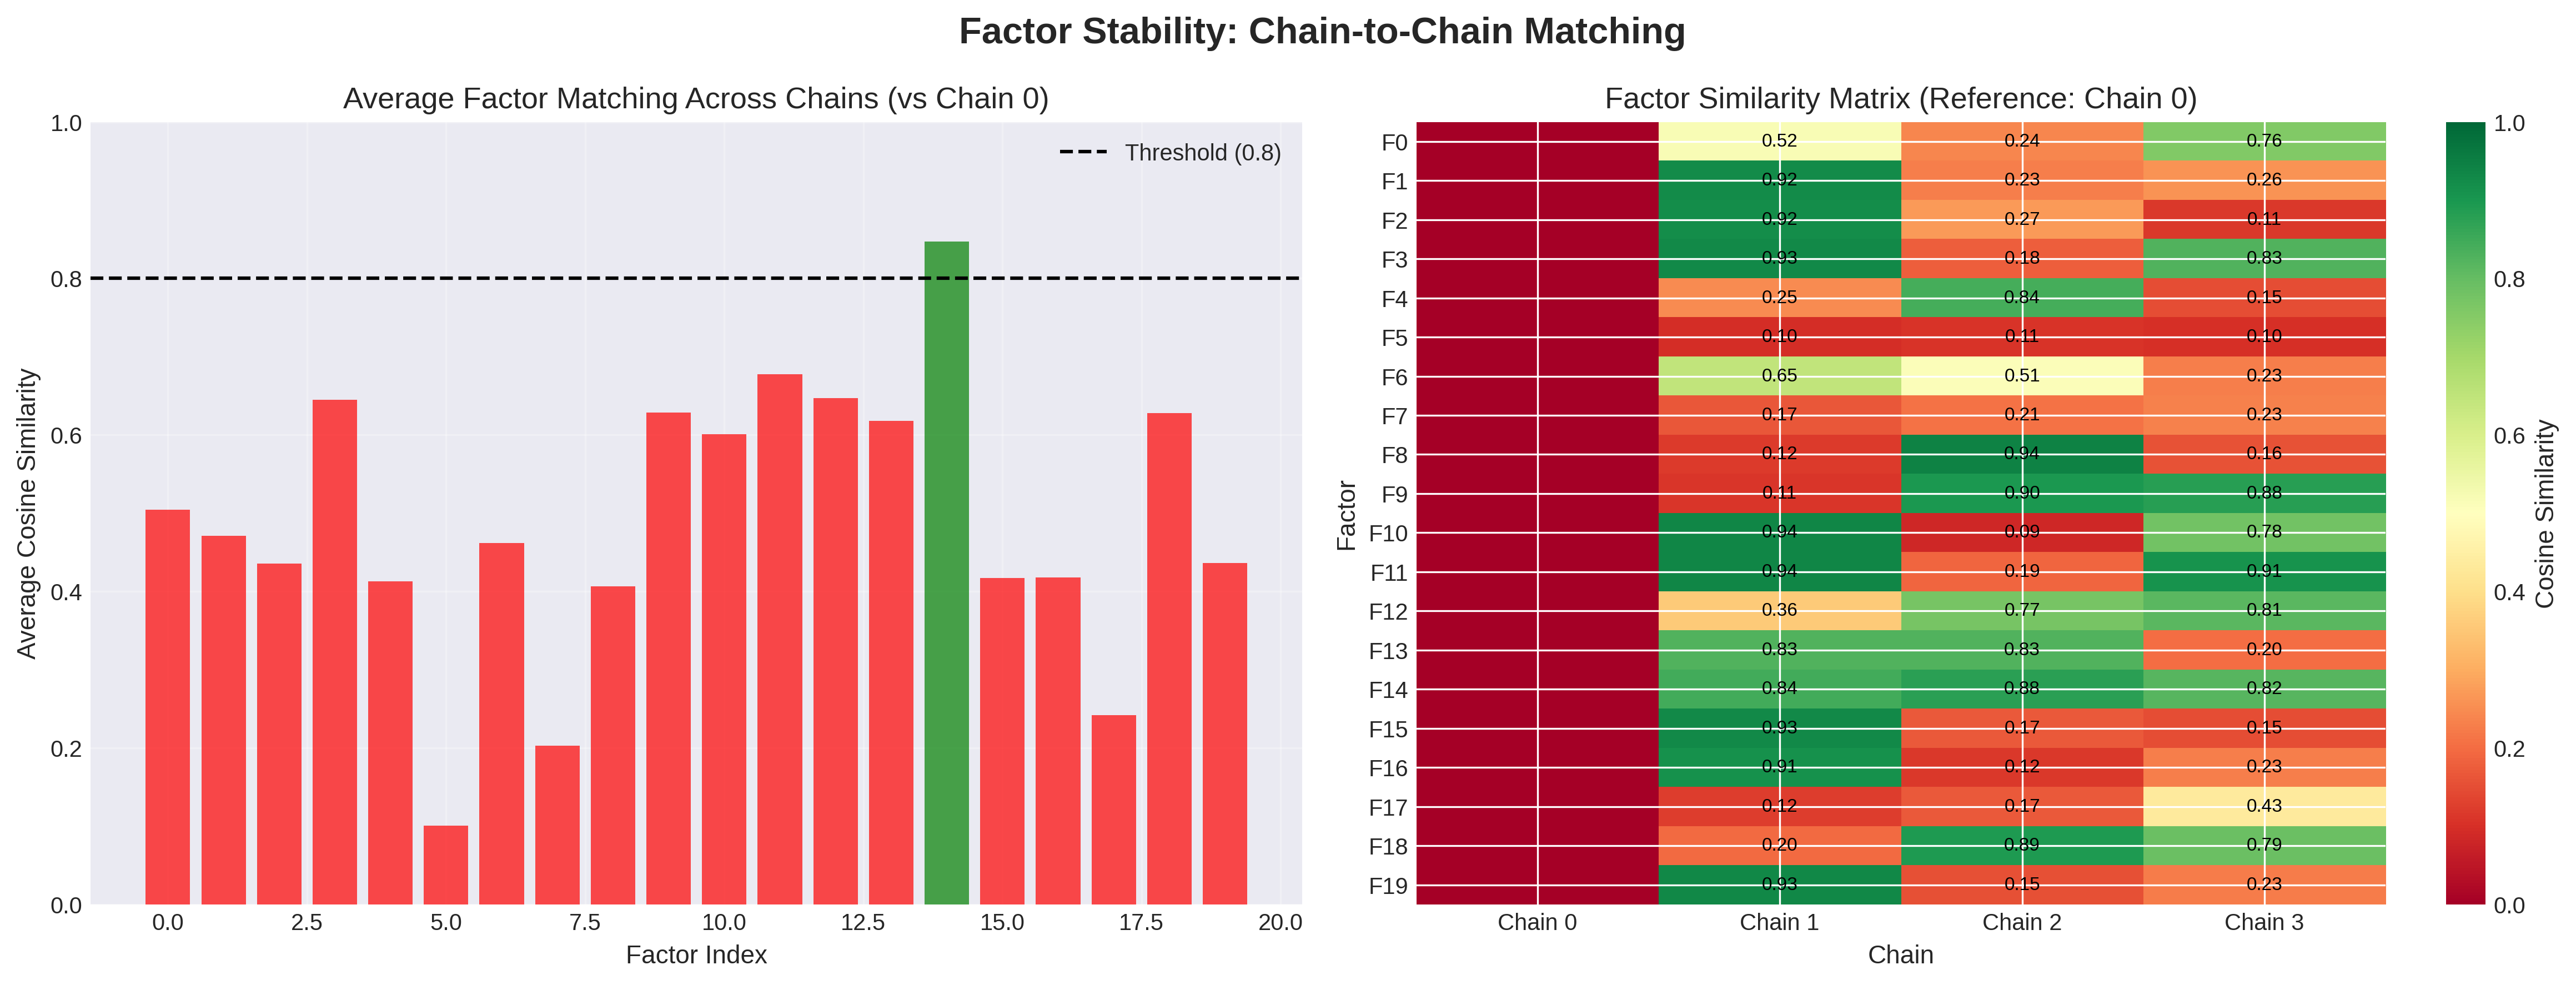 Factor Stability: Chain-to-Chain Matching
Average Factor Matching Across Chains (vs Chain 0)
Threshold (0.8)
1.0
0.8
0.6
0.4
0.2
0.0
Average Cosine Similarity
0.0 2.5 5.0 7.5 10.0 12.5 15.0 17.5 20.0
Factor Index
Factor Similarity Matrix (Reference: Chain 0)
Factor
F0 0.52 0.24 0.76
F1 0.92 0.23 0.26
F2 0.92 0.27 0.11
F3 0.93 0.18 0.83
F4 0.25 0.84 0.15
F5 0.10 0.11 0.10
F6 0.65 0.51 0.23
F7 0.17 0.21 0.23
F8 0.12 0.94 0.16
F9 0.11 0.90 0.88
F10 0.94 0.09 0.78
F11 0.94 0.19 0.91
F12 0.36 0.77 0.81
F13 0.83 0.83 0.20
F14 0.84 0.88 0.82
F15 0.93 0.17 0.15
F16 0.91 0.12 0.23
F17 0.12 0.17 0.43
F18 0.20 0.89 0.79
F19 0.93 0.15 0.23
Chain 0 Chain 1 Chain 2 Chain 3
Chain
1.0
0.8
0.6
0.4
0.2
0.0
Cosine Similarity